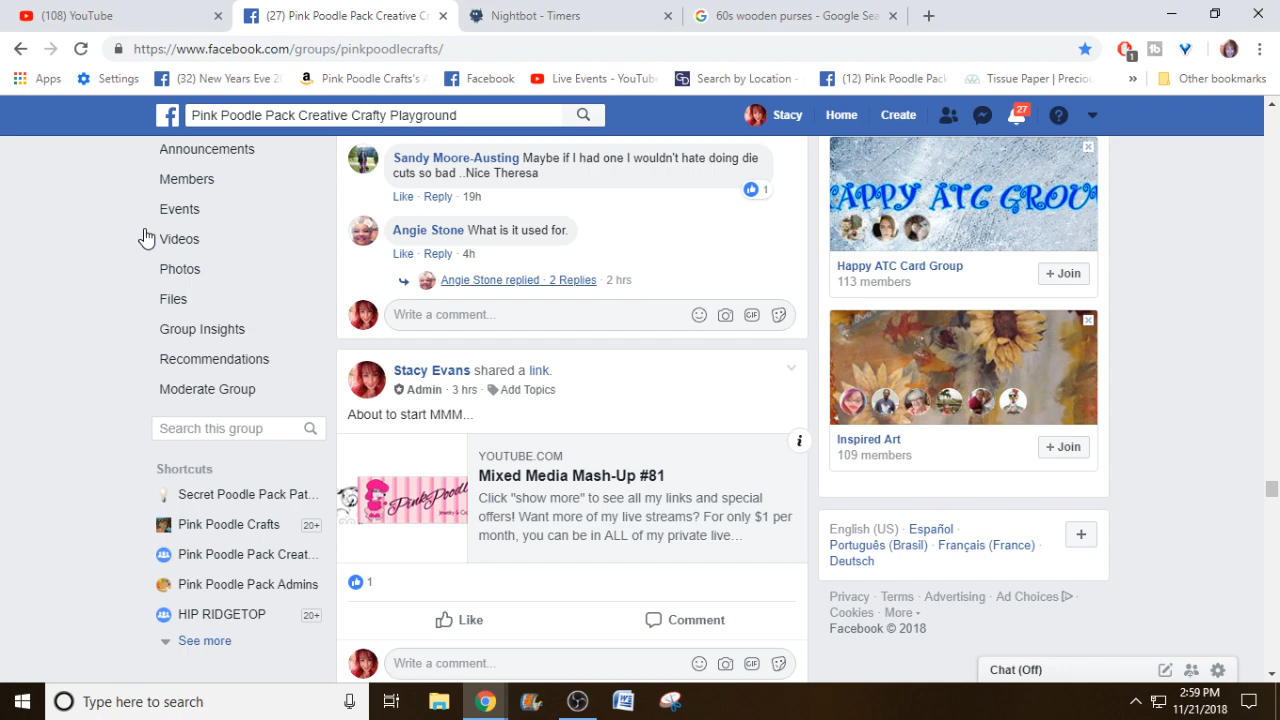 (108) YouTube
(27) Pink Poodle Pack Creative C
Nightbot - Timers
60s wooden purses - Google Sea
https://www.facebook.com/groups/pinkpoodlecrafts/
1
Apps
Settings
(32) New Years Eve 20
Pink Poodle Crafts's A
Facebook
Live Events - YouTube
Search by Location -
(12) Pink Poodle Pack
Tissue Paper | Preciou
Other bookmarks
Pink Poodle Pack Creative Crafty Playground
Stacy
Home
Create
27
Announcements
Members
Events
Videos
Photos
Files
Group Insights
Recommendations
Moderate Group
Search this group
Shortcuts
Secret Poodle Pack Pat...
Pink Poodle Crafts 20+
Pink Poodle Pack Creat...
Pink Poodle Pack Admins
HIP RIDGETOP 20+
See more
Sandy Moore-Austing Maybe if I had one I wouldn't hate doing die
cuts so bad ..Nice Theresa
1
Like · Reply · 19h
Angie Stone What is it used for.
Like · Reply · 4h
Angie Stone replied · 2 Replies · 2 hrs
Write a comment...
GIF
Stacy Evans shared a link.
Admin · 3 hrs · Add Topics
About to start MMM...
YOUTUBE.COM
Mixed Media Mash-Up #81
Click "show more" to see all my links and special
offers! Want more of my live streams? For only $1 per
month, you can be in ALL of my private live...
1
Like
Comment
Write a comment...
GIF
HAPPY ATC GROU
Happy ATC Card Group
113 members
+ Join
Inspired Art
109 members
+ Join
English (US) · Español ·
Português (Brasil) · Français (France) ·
Deutsch
Privacy · Terms · Advertising · Ad Choices ·
Cookies · More
Facebook © 2018
Chat (Off)
Type here to search
2:59 PM
11/21/2018